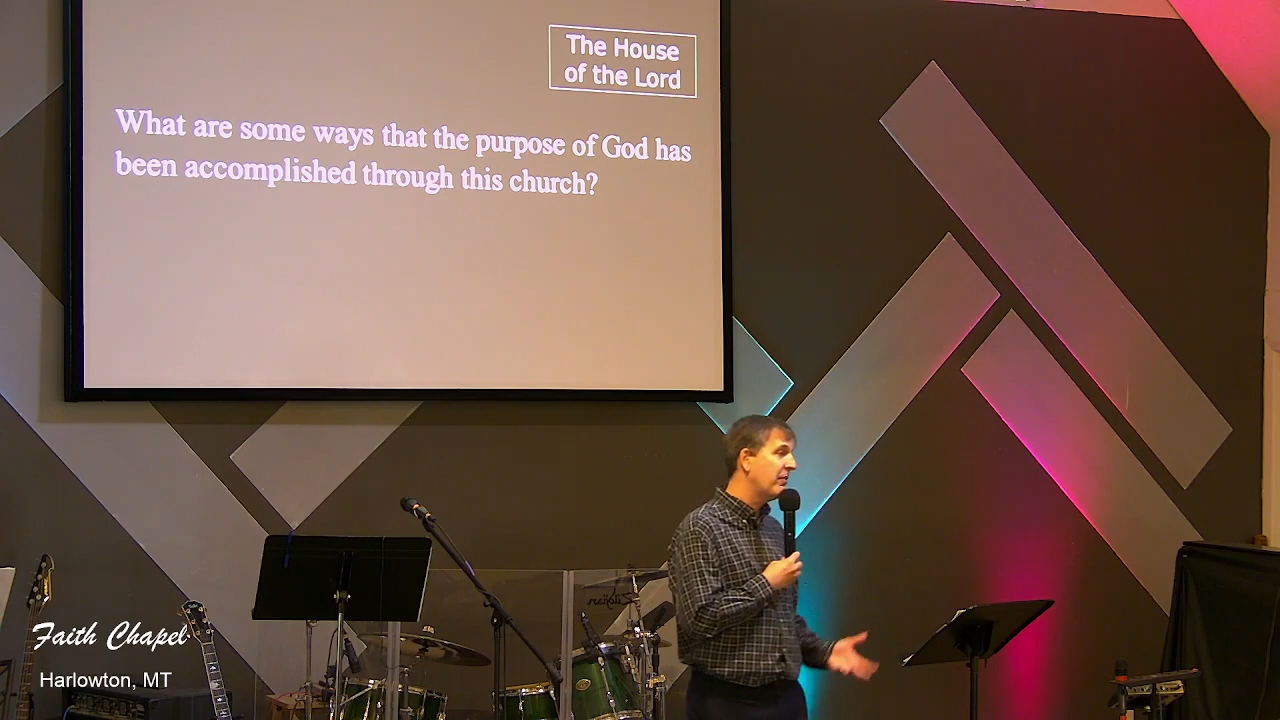 The House
of the Lord
What are some ways that the purpose of God has
been accomplished through this church?
Zildjian
Faith Chapel
Harlowton, MT